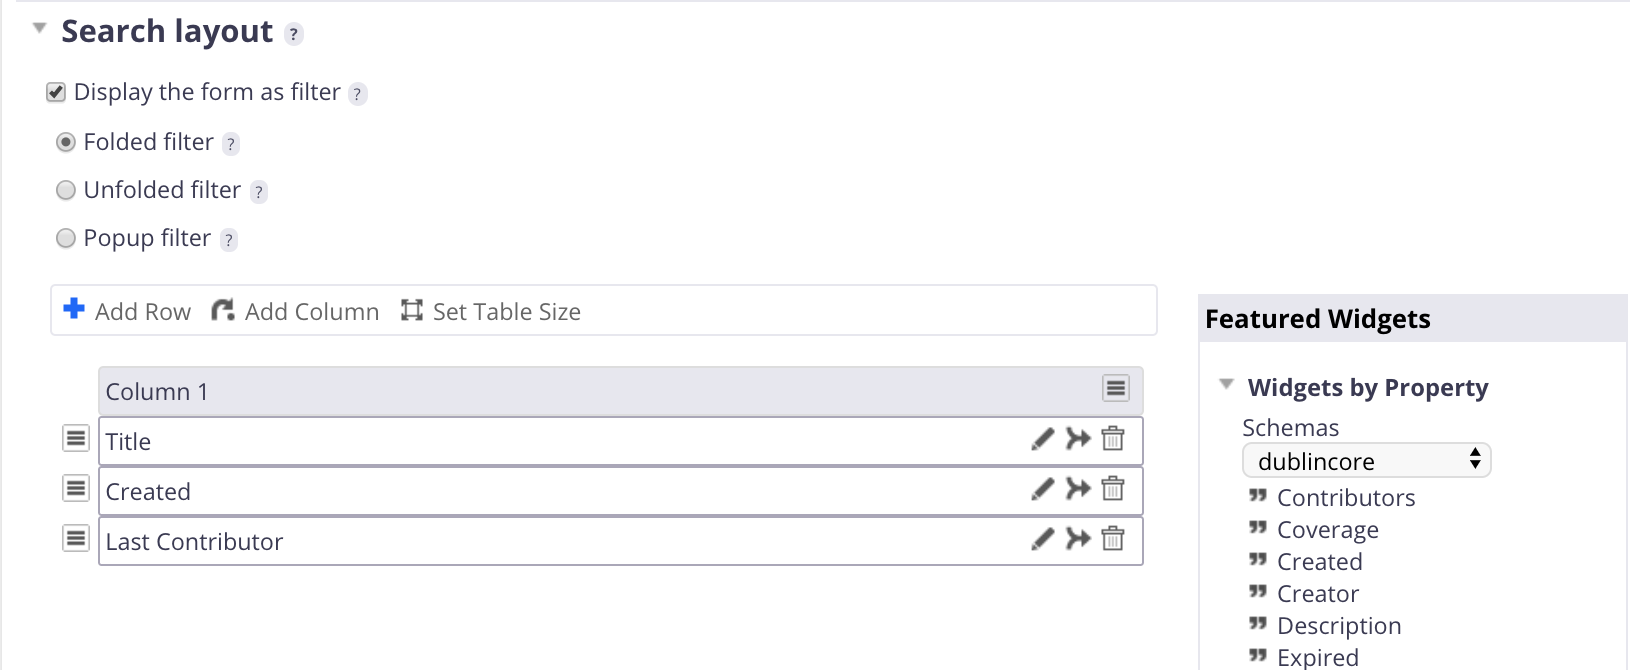 Search layout ?
Display the form as filter ?
Folded filter ?
Unfolded filter ?
Popup filter ?
Add Row Add Column Set Table Size
Column 1
Title
Created
Last Contributor
Featured Widgets
Widgets by Property
Schemas
dublincore
Contributors
Coverage
Created
Creator
Description
Expired